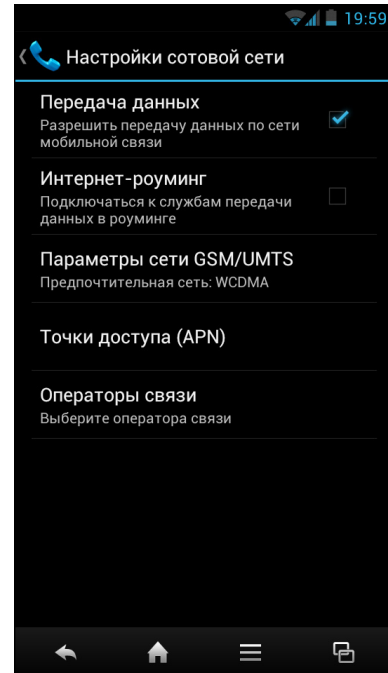 19:59
Настройки сотовой сети
Передача данных
Разрешить передачу данных по сети
мобильной связи
Интернет-роуминг
Подключаться к службам передачи
данных в роуминге
Параметры сети GSM/UMTS
Предпочтительная сеть: WCDMA
Точки доступа (APN)
Операторы связи
Выберите оператора связи